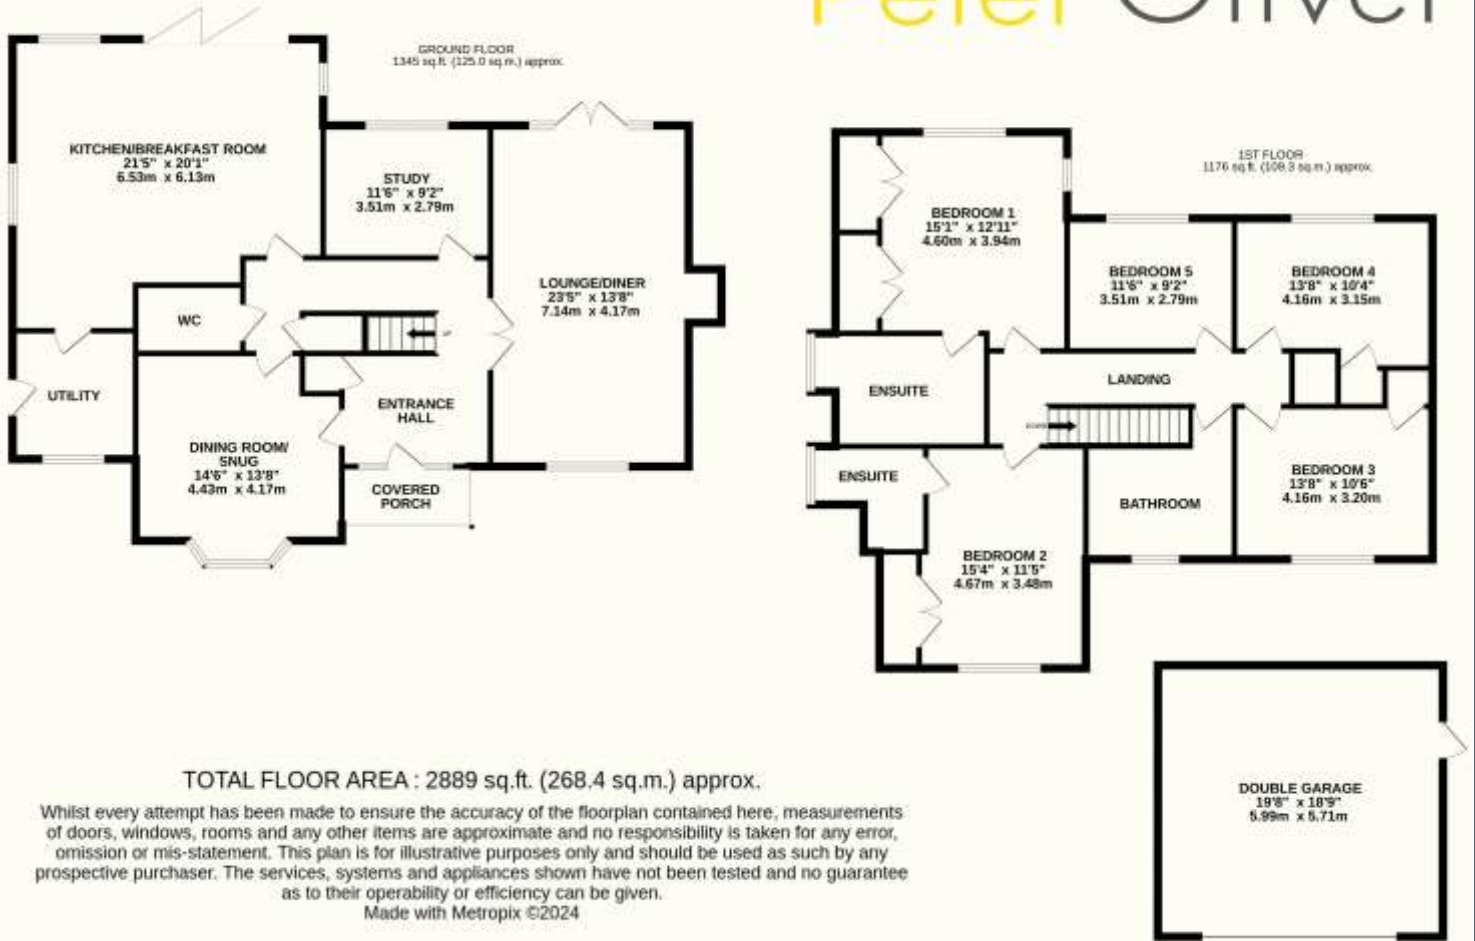 Peter Oliver
GROUND FLOOR
1345 sq.ft. (125.0 sq.m.) approx.
KITCHEN/BREAKFAST ROOM
21'5" x 20'1"
6.53m x 6.13m
STUDY
11'6" x 9'2"
3.51m x 2.79m
LOUNGE/DINER
23'5" x 13'8"
7.14m x 4.17m
WC
UP
UTILITY
ENTRANCE
HALL
DINING ROOM/
SNUG
14'6" x 13'8"
4.43m x 4.17m
COVERED
PORCH
1ST FLOOR
1176 sq.ft. (109.3 sq.m.) approx.
BEDROOM 1
15'1" x 12'11"
4.60m x 3.94m
BEDROOM 5
11'6" x 9'2"
3.51m x 2.79m
BEDROOM 4
13'8" x 10'4"
4.16m x 3.15m
ENSUITE
LANDING
DOWN
ENSUITE
BATHROOM
BEDROOM 3
13'8" x 10'6"
4.16m x 3.20m
BEDROOM 2
15'4" x 11'5"
4.67m x 3.48m
DOUBLE GARAGE
19'8" x 18'9"
5.99m x 5.71m
TOTAL FLOOR AREA : 2889 sq.ft. (268.4 sq.m.) approx.
Whilst every attempt has been made to ensure the accuracy of the floorplan contained here, measurements
of doors, windows, rooms and any other items are approximate and no responsibility is taken for any error,
omission or mis-statement. This plan is for illustrative purposes only and should be used as such by any
prospective purchaser. The services, systems and appliances shown have not been tested and no guarantee
as to their operability or efficiency can be given.
Made with Metropix ©2024